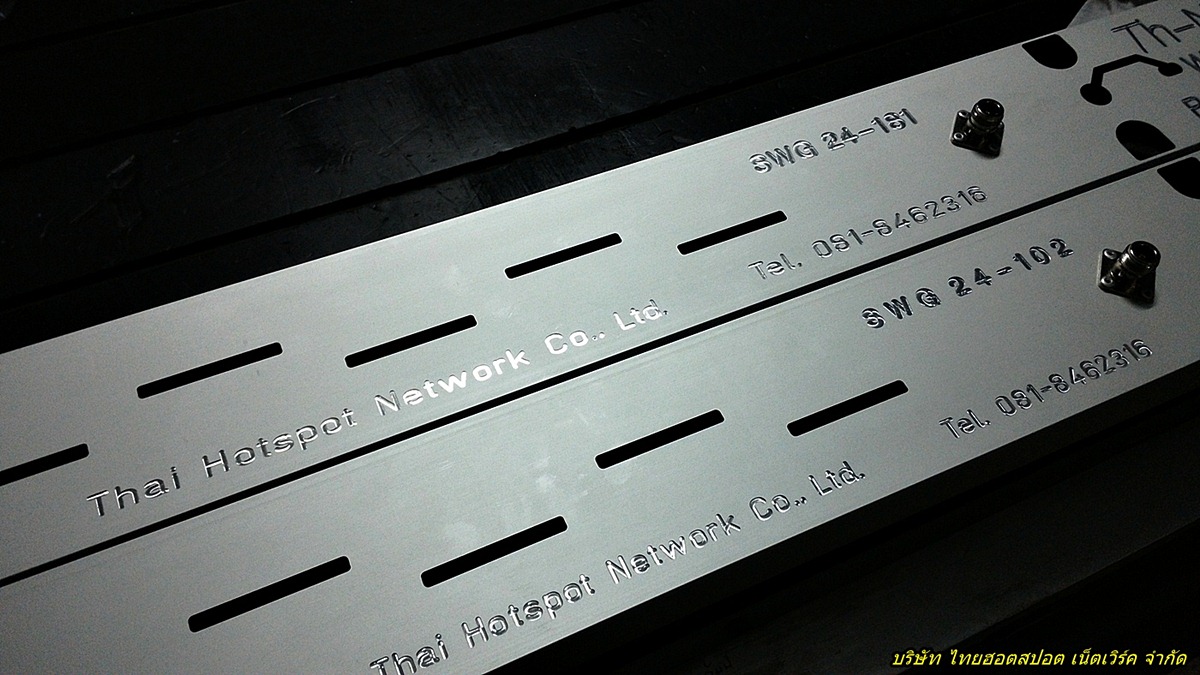 Th-
SWG 24-181
Tel. 081-8462316
Thai Hotspot Network Co., Ltd.
SWG 24-102
Tel. 081-8462316
Thai Hotspot Network Co., Ltd.
บริษัท ไทยฮอตสปอต เน็ตเวิร์ค จำกัด